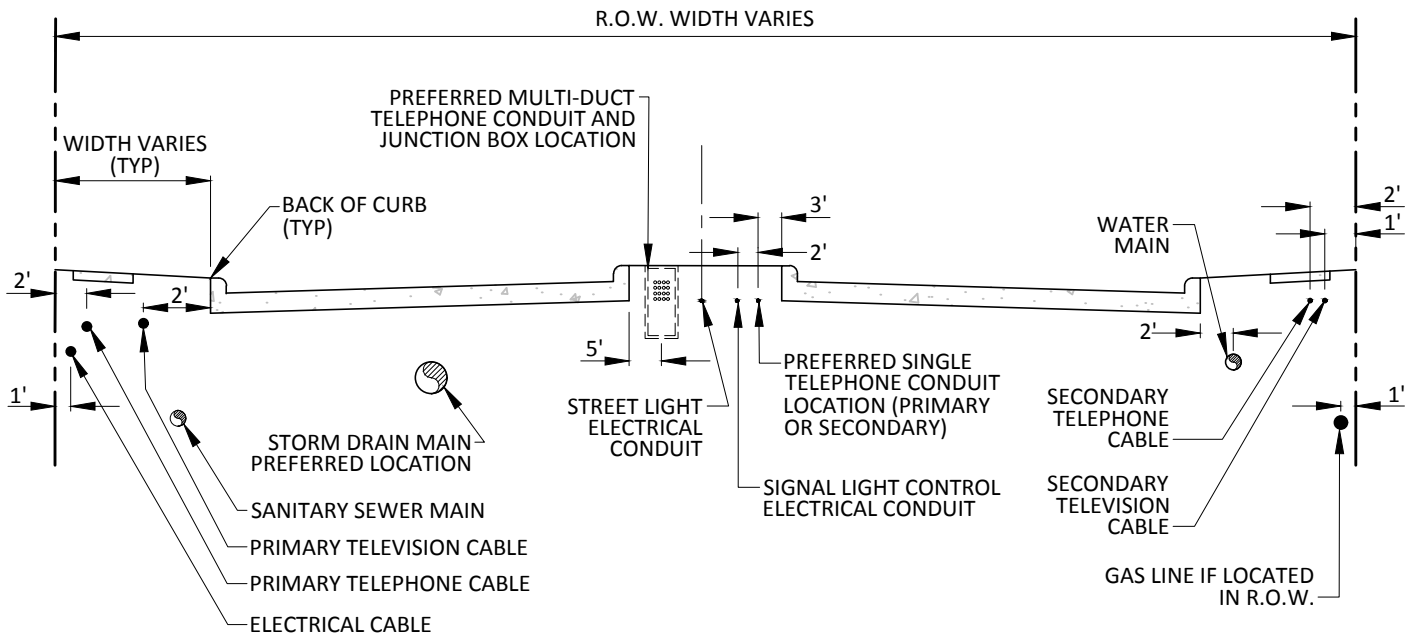 R.O.W. WIDTH VARIES
PREFERRED MULTI-DUCT
TELEPHONE CONDUIT AND
JUNCTION BOX LOCATION
WIDTH VARIES
(TYP)
BACK OF CURB
(TYP)
3'
2'
WATER
MAIN
2'
1'
2'
2'
5'
2'
1'
1'
STORM DRAIN MAIN
PREFERRED LOCATION
STREET LIGHT
ELECTRICAL
CONDUIT
PREFERRED SINGLE
TELEPHONE CONDUIT
LOCATION (PRIMARY
OR SECONDARY)
SECONDARY
TELEPHONE
CABLE
SANITARY SEWER MAIN
SIGNAL LIGHT CONTROL
ELECTRICAL CONDUIT
SECONDARY
TELEVISION
CABLE
PRIMARY TELEVISION CABLE
PRIMARY TELEPHONE CABLE
GAS LINE IF LOCATED
IN R.O.W.
ELECTRICAL CABLE